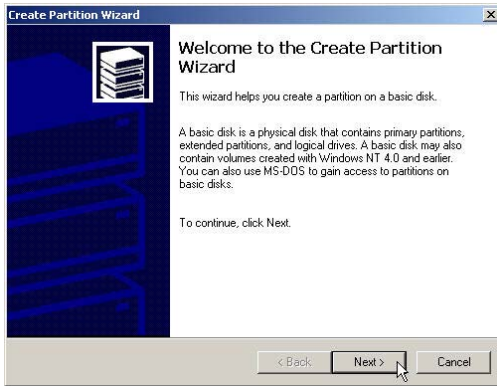 Create Partition Wizard
Welcome to the Create Partition
Wizard
This wizard helps you create a partition on a basic disk.
A basic disk is a physical disk that contains primary partitions,
extended partitions, and logical drives. A basic disk may also
contain volumes created with Windows NT 4.0 and earlier.
You can also use MS-DOS to gain access to partitions on
basic disks.
To continue, click Next.
< Back Next > Cancel